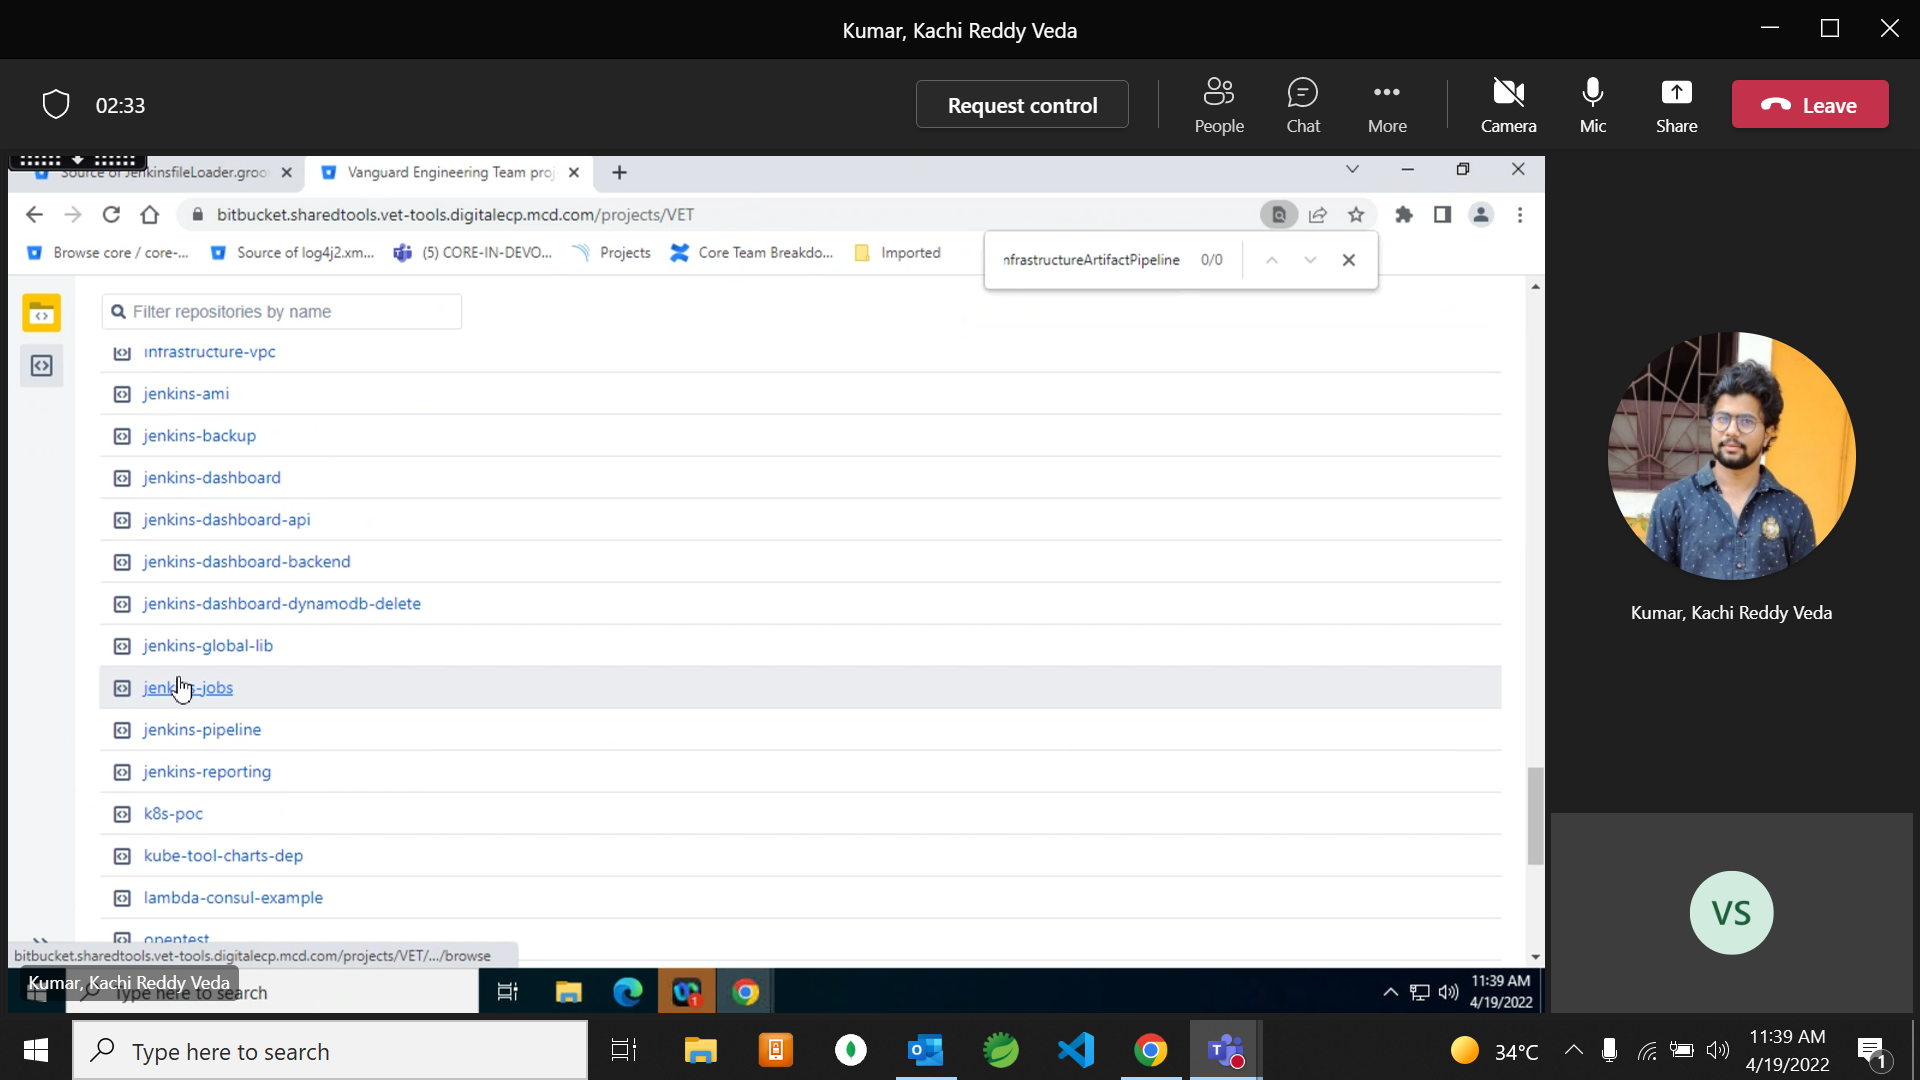 Kumar, Kachi Reddy Veda
02:33
Request control
People
Chat
More
Camera
Mic
Share
Leave
Source of JenkinsfileLoader.groo
Vanguard Engineering Team proj
bitbucket.sharedtools.vet-tools.digitalecp.mcd.com/projects/VET
Browse core / core-...
Source of log4j2.xm...
(5) CORE-IN-DEVO...
Projects
Core Team Breakdo...
Imported
nfrastructureArtifactPipeline 0/0
Filter repositories by name
infrastructure-vpc
jenkins-ami
jenkins-backup
jenkins-dashboard
jenkins-dashboard-api
jenkins-dashboard-backend
jenkins-dashboard-dynamodb-delete
jenkins-global-lib
jenkins-jobs
jenkins-pipeline
jenkins-reporting
k8s-poc
kube-tool-charts-dep
lambda-consul-example
opentest
bitbucket.sharedtools.vet-tools.digitalecp.mcd.com/projects/VET/.../browse
Kumar, Kachi Reddy Veda
Type here to search
1
11:39 AM
4/19/2022
Kumar, Kachi Reddy Veda
VS
Type here to search
34°C
11:39 AM
4/19/2022
1